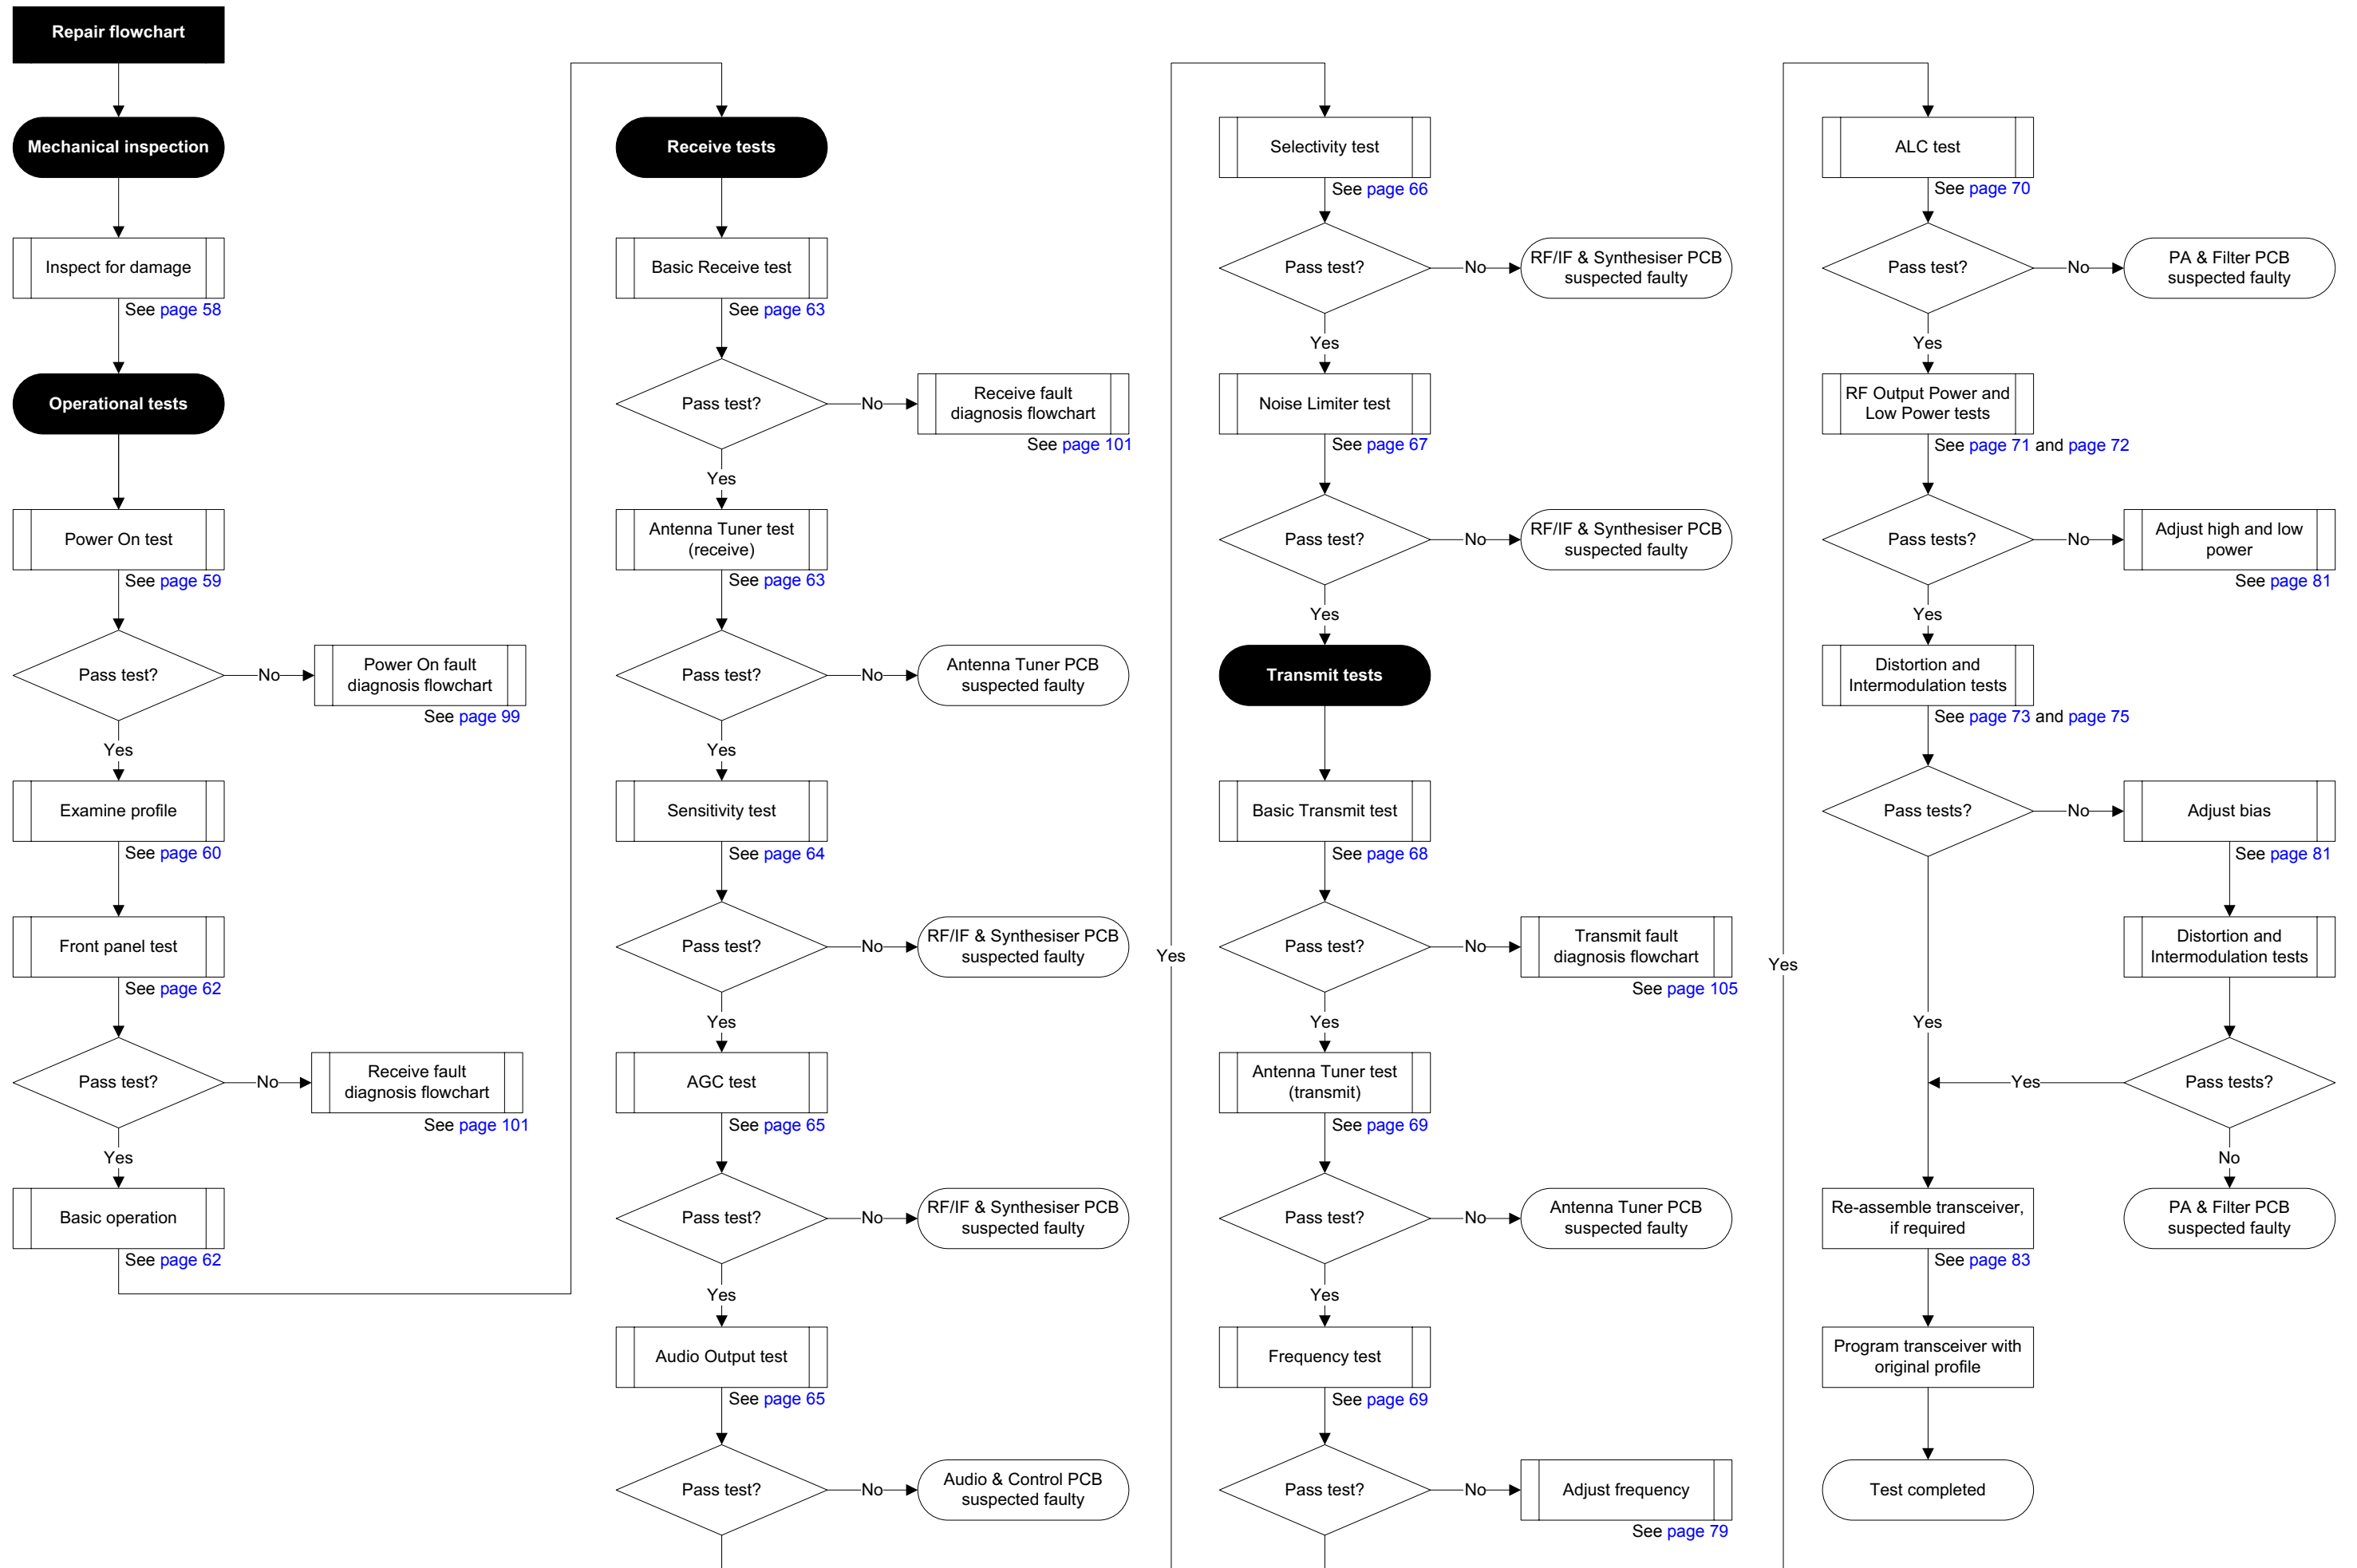 Repair flowchart
Mechanical inspection
Inspect for damage
See page 58
Operational tests
Power On test
See page 59
Pass test?
No
Power On fault
diagnosis flowchart
See page 99
Yes
Examine profile
See page 60
Front panel test
See page 62
Pass test?
No
Receive fault
diagnosis flowchart
See page 101
Yes
Basic operation
See page 62
Receive tests
Basic Receive test
See page 63
Pass test?
No
Receive fault
diagnosis flowchart
See page 101
Yes
Antenna Tuner test
(receive)
See page 63
Pass test?
No
Antenna Tuner PCB
suspected faulty
Yes
Sensitivity test
See page 64
Pass test?
No
RF/IF & Synthesiser PCB
suspected faulty
Yes
AGC test
See page 65
Pass test?
No
RF/IF & Synthesiser PCB
suspected faulty
Yes
Audio Output test
See page 65
Pass test?
No
Audio & Control PCB
suspected faulty
Yes
Selectivity test
See page 66
Pass test?
No
RF/IF & Synthesiser PCB
suspected faulty
Yes
Noise Limiter test
See page 67
Pass test?
No
RF/IF & Synthesiser PCB
suspected faulty
Yes
Transmit tests
Basic Transmit test
See page 68
Pass test?
No
Transmit fault
diagnosis flowchart
See page 105
Yes
Antenna Tuner test
(transmit)
See page 69
Pass test?
No
Antenna Tuner PCB
suspected faulty
Yes
Frequency test
See page 69
Pass test?
No
Adjust frequency
See page 79
Yes
ALC test
See page 70
Pass test?
No
PA & Filter PCB
suspected faulty
Yes
RF Output Power and
Low Power tests
See page 71 and page 72
Pass tests?
No
Adjust high and low
power
See page 81
Yes
Distortion and
Intermodulation tests
See page 73 and page 75
Pass tests?
No
Adjust bias
See page 81
Distortion and
Intermodulation tests
Yes
Pass tests?
Yes
No
PA & Filter PCB
suspected faulty
Re-assemble transceiver,
if required
See page 83
Program transceiver with
original profile
Test completed